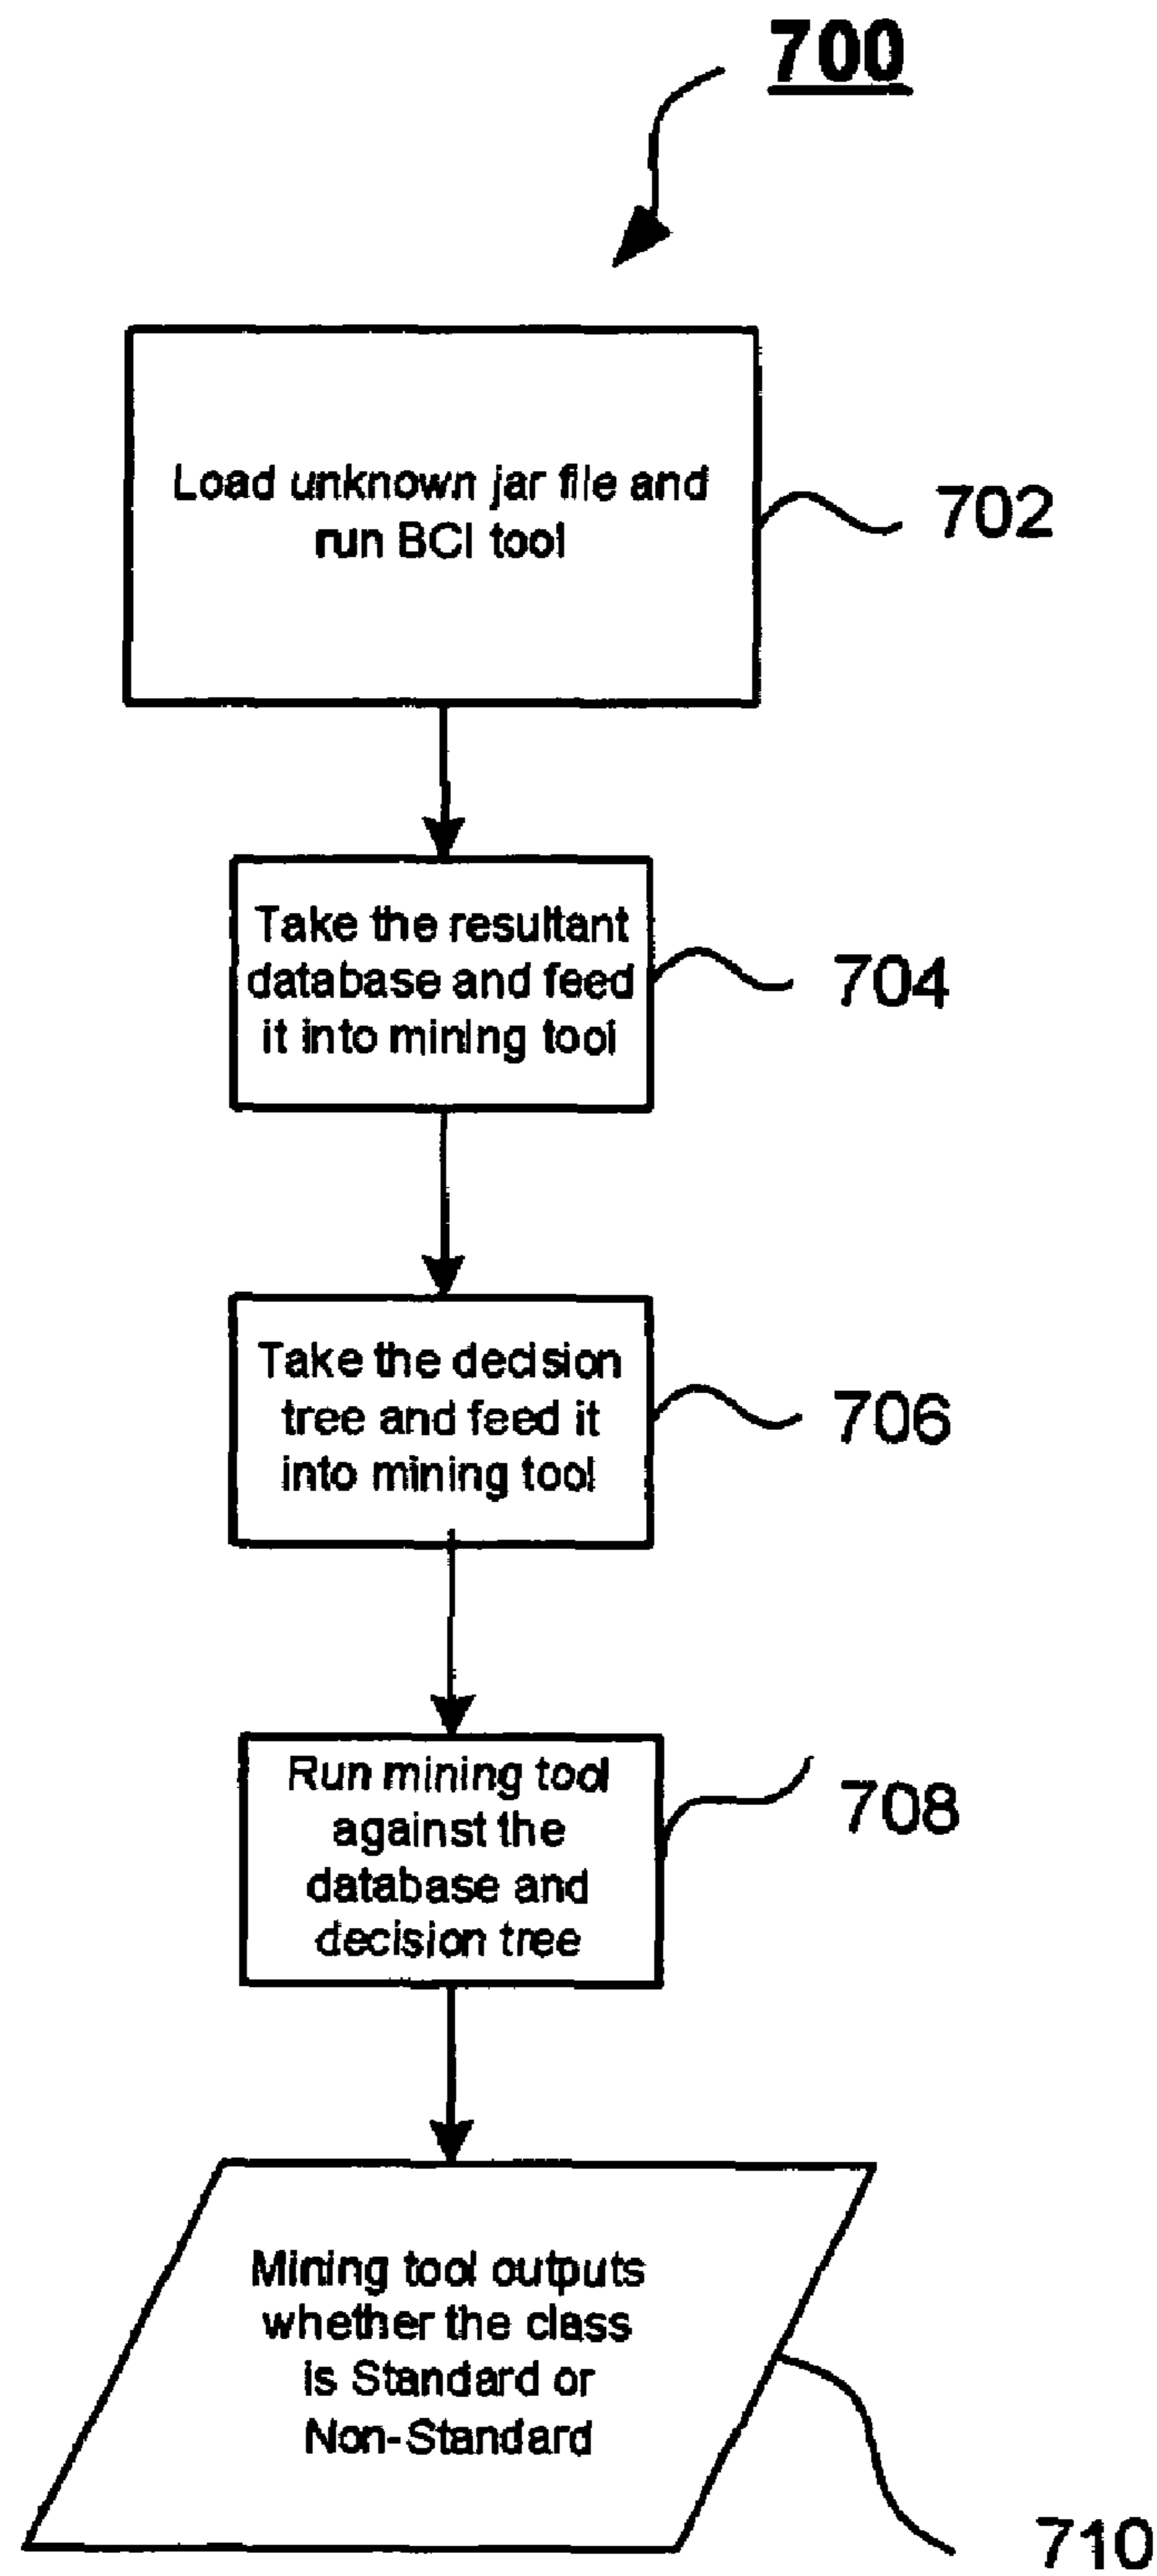 700
Load unknown jar file and
run BCI tool
702
Take the resultant
database and feed
it into mining tool
704
Take the decision
tree and feed it
into mining tool
706
Run mining tool
against the
database and
decision tree
708
Mining tool outputs
whether the class
is Standard or
Non-Standard
710